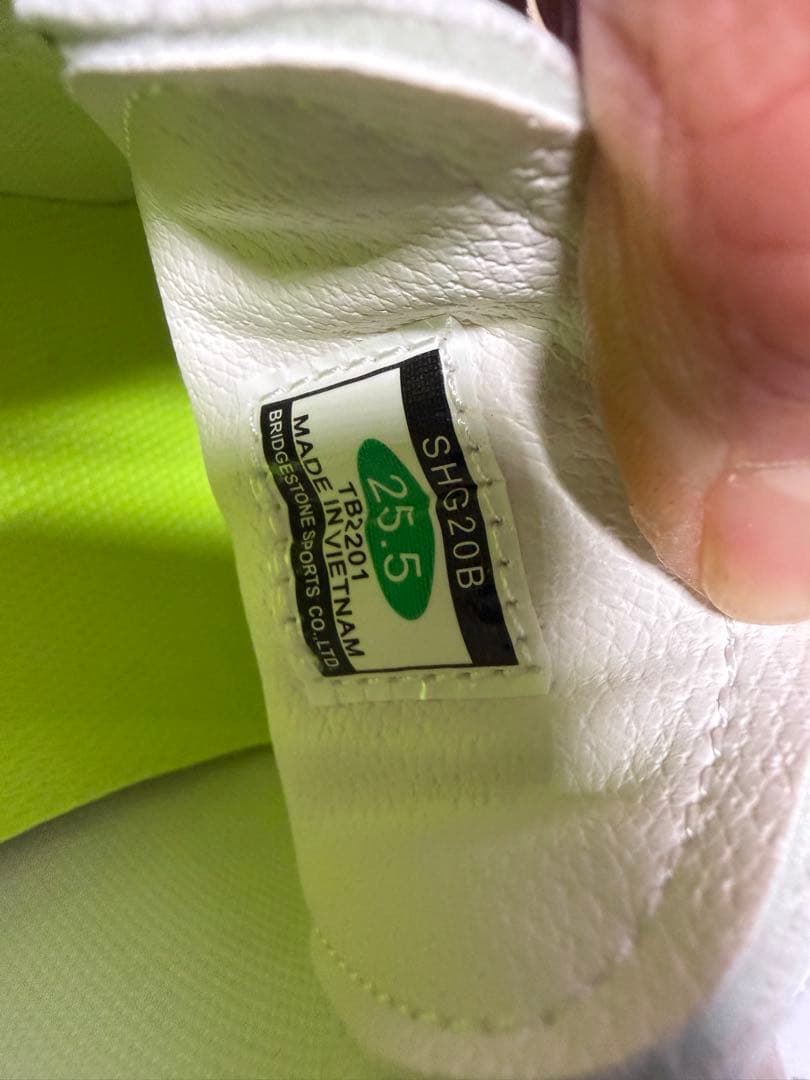 SHG20B
25.5
TB2201
MADE IN VIETNAM
BRIDGESTONE SPORTS CO.,LTD.